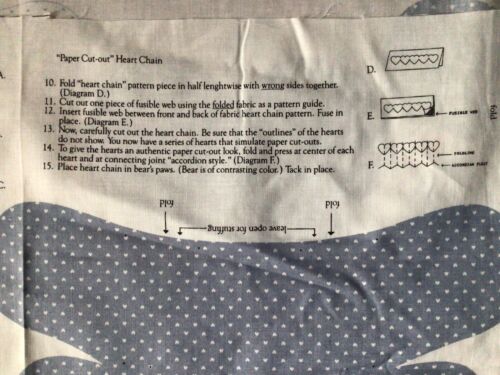 "Paper Cut-out" Heart Chain
10. Fold "heart chain" pattern piece in half lenghtwise with wrong sides together.
(Diagram D.)
11. Cut out one piece of fusible web using the folded fabric as a pattern guide.
12. Insert fusible web between front and back of fabric heart chain pattern. Fuse in
place. (Diagram E.)
13. Now, carefully cut out the heart chain. Be sure that the "outlines" of the hearts
do not show. You now have a series of hearts that simulate paper cut-outs.
14. To give the hearts an authentic paper cut-out look, fold and press at center of each
heart and at connecting joint "accordion style." (Diagram F.)
15. Place heart chain in bear's paws. (Bear is of contrasting color.) Tack in place.
D.
E.
FUSIBLE WEB
F.
FOLDLINE
ACCORDIAN PLEAT
fold
A.
C.
fold
leave open for stuffing
fold